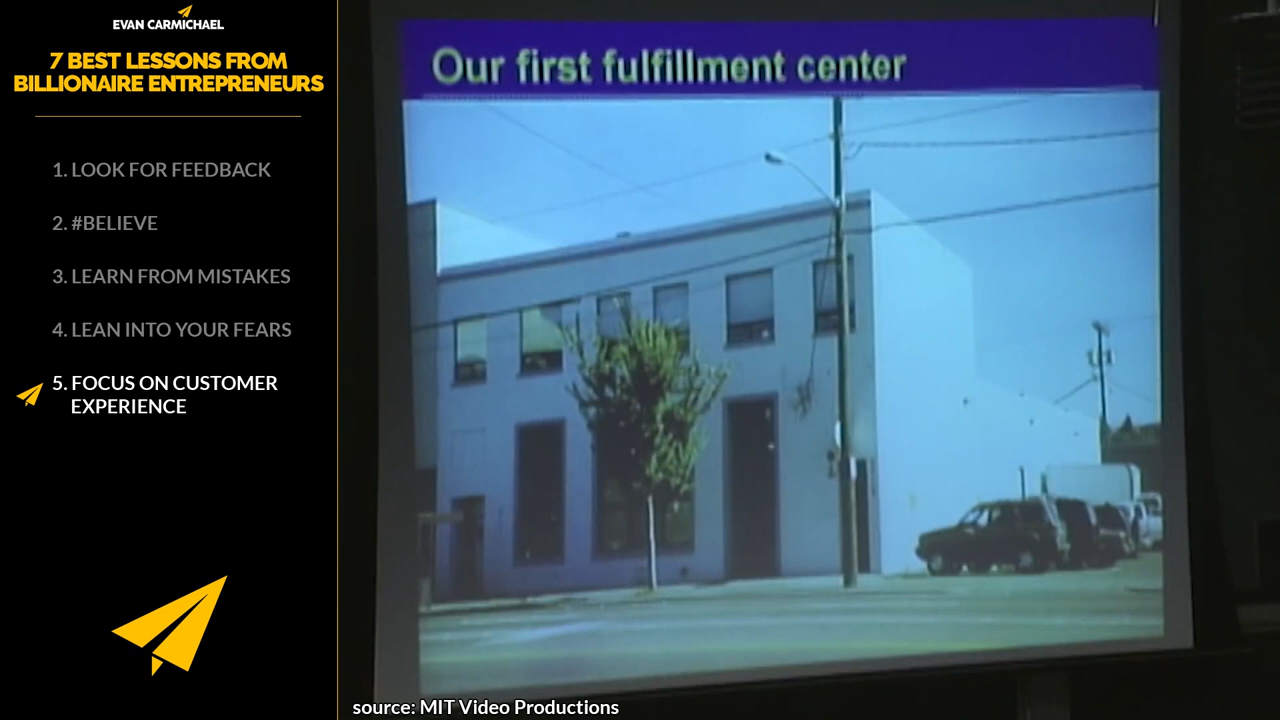 EVAN CARMICHAEL
7 BEST LESSONS FROM
BILLIONAIRE ENTREPRENEURS
1. LOOK FOR FEEDBACK
2. #BELIEVE
3. LEARN FROM MISTAKES
4. LEAN INTO YOUR FEARS
5. FOCUS ON CUSTOMER
EXPERIENCE
Our first fulfillment center
source: MIT Video Productions